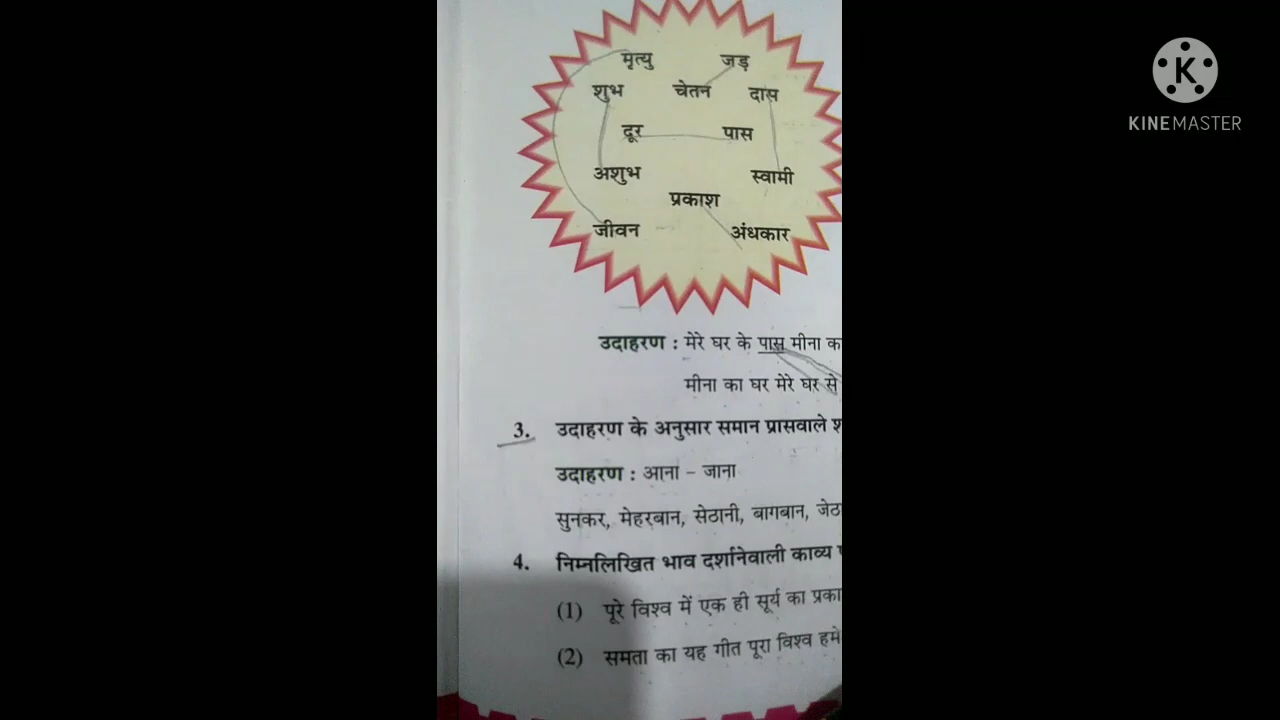 मृत्यु जड़
शुभ चेतन दास
दूर पास
अशुभ स्वामी
प्रकाश
जीवन अंधकार
उदाहरण : मेरे घर के पास मीना
मीना का घर मेरे घर से
3. उदाहरण के अनुसार समान प्रासवाले
उदाहरण : आना – जाना
सुनकर, मेहरबान, सेठानी, बागबान,
4. निम्नलिखित भाव दर्शानेवाली काव्य
(1) पूरे विश्व में एक ही सूर्य का
(2) समता का यह गीत पूरा विश्व
K
KINEMASTER